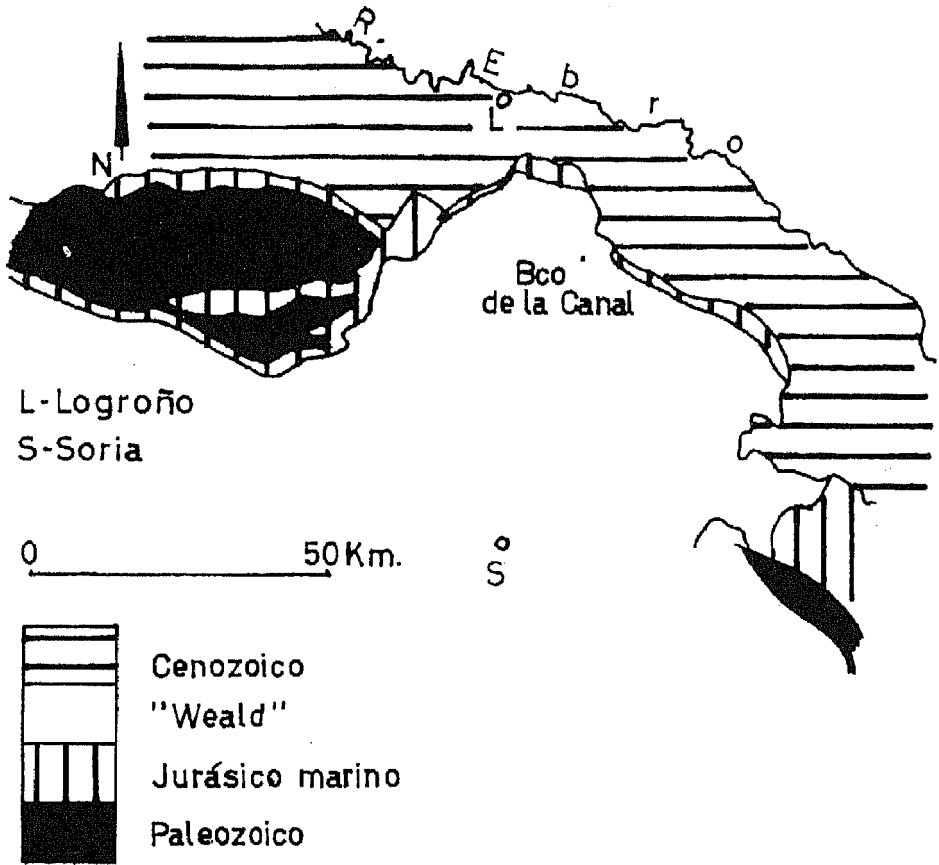 R. Ebro
L
N
Bco
de la Canal
L-Logroño
S-Soria
0 50 Km.
S
Cenozoico
"Weald"
Jurásico marino
Paleozoico